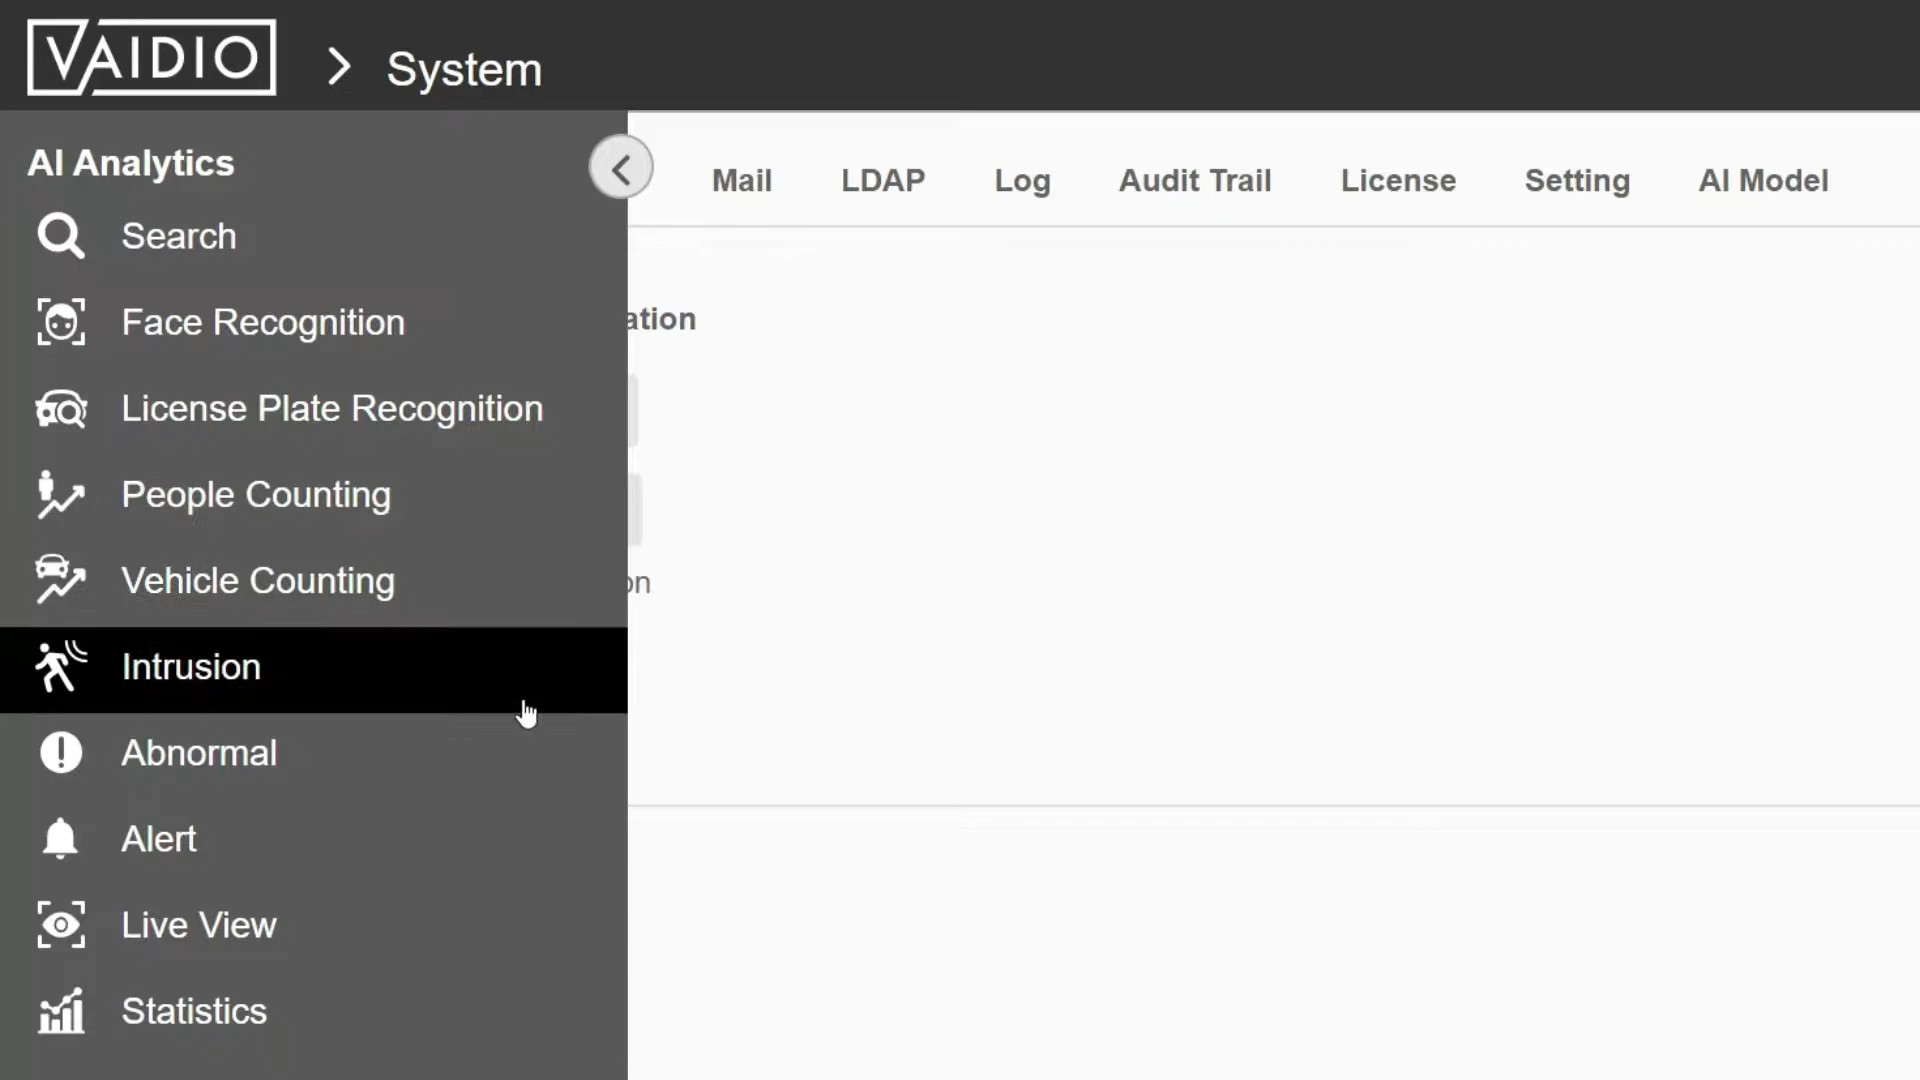 VAIDIO > System
AI Analytics
Search
Face Recognition
License Plate Recognition
People Counting
Vehicle Counting
Intrusion
Abnormal
Alert
Live View
Statistics
Mail LDAP Log Audit Trail License Setting AI Model
ation
on